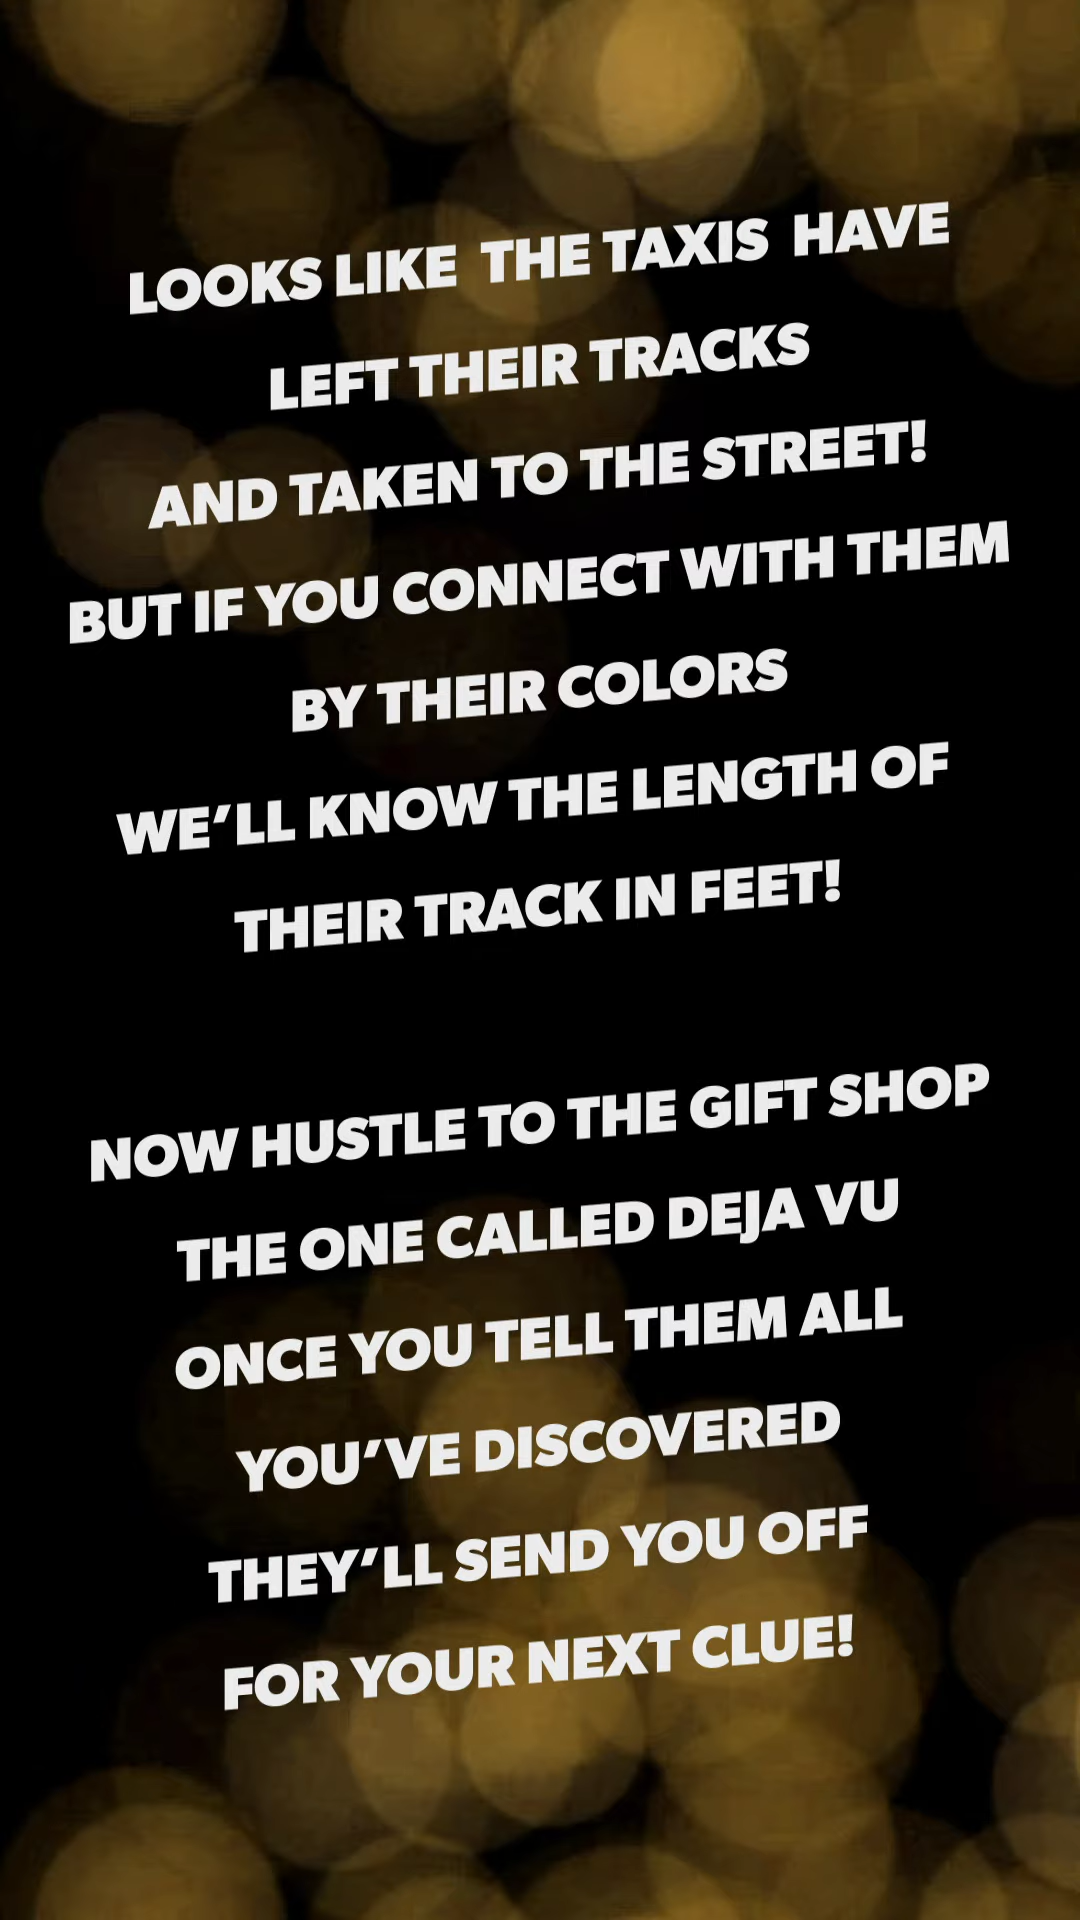 LOOKS LIKE THE TAXIS HAVE
LEFT THEIR TRACKS
AND TAKEN TO THE STREET!
BUT IF YOU CONNECT WITH THEM
BY THEIR COLORS
WE’LL KNOW THE LENGTH OF
THEIR TRACK IN FEET!
NOW HUSTLE TO THE GIFT SHOP
THE ONE CALLED DEJA VU
ONCE YOU TELL THEM ALL
YOU’VE DISCOVERED
THEY’LL SEND YOU OFF
FOR YOUR NEXT CLUE!